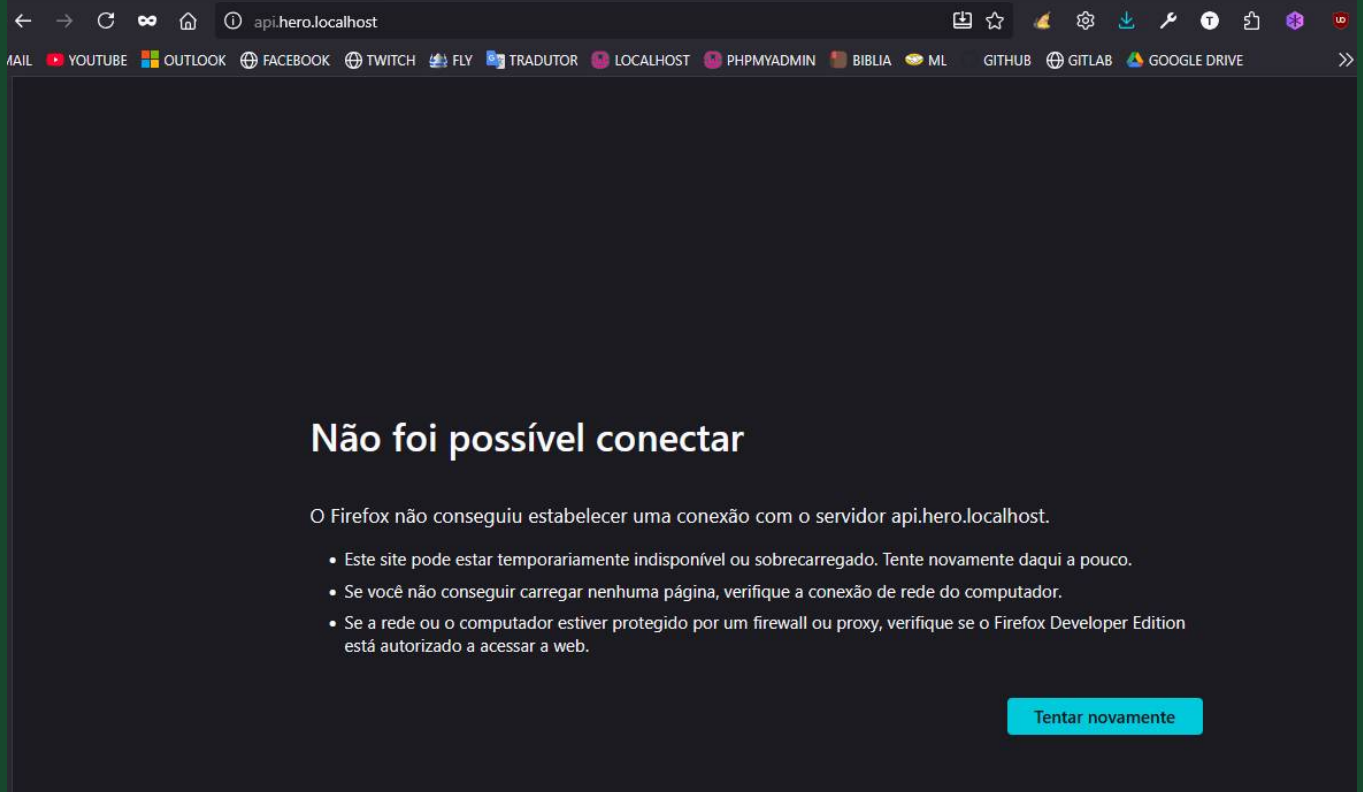 api.hero.localhost
MAIL YOUTUBE OUTLOOK FACEBOOK TWITCH FLY TRADUTOR LOCALHOST PHPMYADMIN BIBLIA ML GITHUB GITLAB GOOGLE DRIVE
Não foi possível conectar
O Firefox não conseguiu estabelecer uma conexão com o servidor api.hero.localhost.
• Este site pode estar temporariamente indisponível ou sobrecarregado. Tente novamente daqui a pouco.
• Se você não conseguir carregar nenhuma página, verifique a conexão de rede do computador.
• Se a rede ou o computador estiver protegido por um firewall ou proxy, verifique se o Firefox Developer Edition
está autorizado a acessar a web.
Tentar novamente